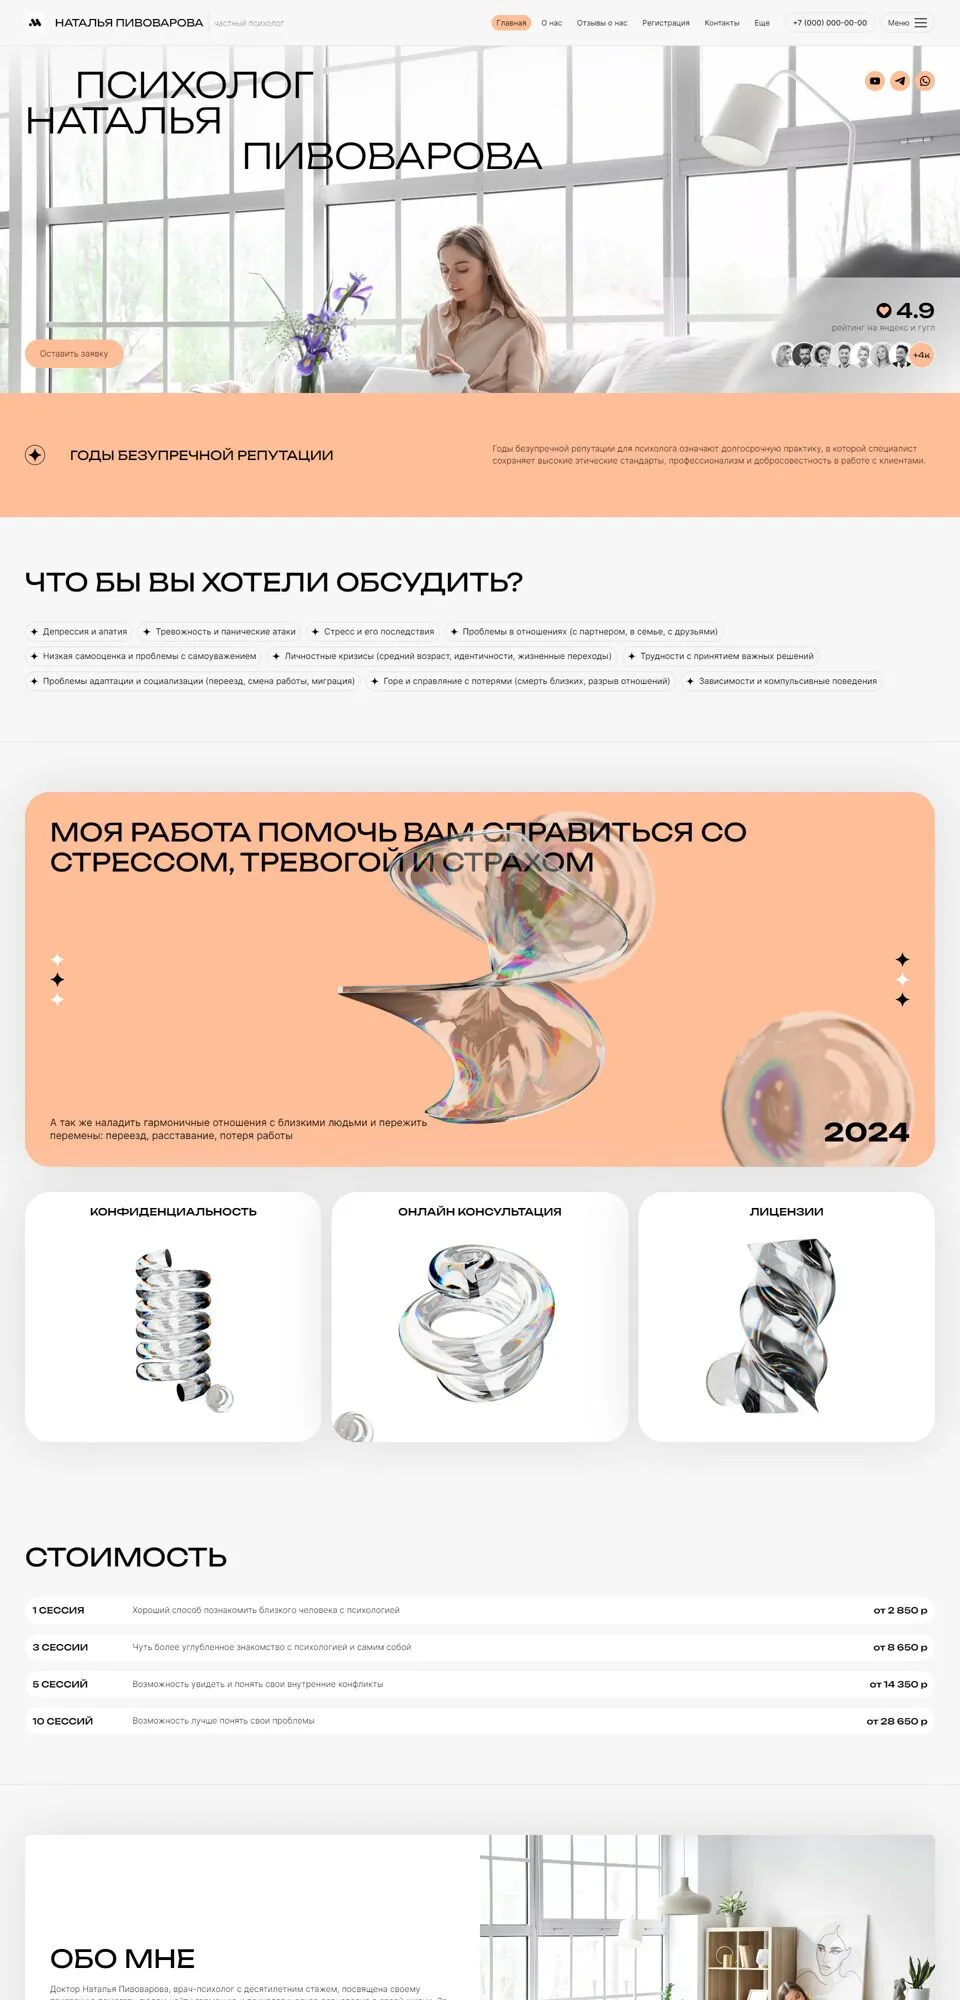 НАТАЛЬЯ ПИВОВАРОВА
частный психолог
Главная
О нас
Отзывы о нас
Регистрация
Контакты
Еще
+7 (000) 000-00-00
Меню
ПСИХОЛОГ
НАТАЛЬЯ
ПИВОВАРОВА
4.9
рейтинг на яндекс и гугл
+4к
Оставить заявку
ГОДЫ БЕЗУПРЕЧНОЙ РЕПУТАЦИИ
Годы безупречной репутации для психолога означают долгосрочную практику, в которой специалист
сохраняет высокие этические стандарты, профессионализм и добросовестность в работе с клиентами.
ЧТО БЫ ВЫ ХОТЕЛИ ОБСУДИТЬ?
Депрессия и апатия
Тревожность и панические атаки
Стресс и его последствия
Проблемы в отношениях (с партнером, в семье, с друзьями)
Низкая самооценка и проблемы с самоуважением
Личностные кризисы (средний возраст, идентичности, жизненные переходы)
Трудности с принятием важных решений
Проблемы адаптации и социализации (переезд, смена работы, миграция)
Горе и справление с потерями (смерть близких, разрыв отношений)
Зависимости и компульсивные поведения
МОЯ РАБОТА ПОМОЧЬ ВАМ СПРАВИТЬСЯ СО
СТРЕССОМ, ТРЕВОГОЙ И СТРАХОМ
А так же наладить гармоничные отношения с близкими людьми и пережить
перемены: переезд, расставание, потеря работы
2024
КОНФИДЕНЦИАЛЬНОСТЬ
ОНЛАЙН КОНСУЛЬТАЦИЯ
ЛИЦЕНЗИИ
СТОИМОСТЬ
1 СЕССИЯ
Хороший способ познакомить близкого человека с психологией
от 2 850 р
3 СЕССИИ
Чуть более углубленное знакомство с психологией и самим собой
от 8 650 р
5 СЕССИЙ
Возможность увидеть и понять свои внутренние конфликты
от 14 350 р
10 СЕССИЙ
Возможность лучше понять свои проблемы
от 28 650 р
ОБО МНЕ
Доктор Наталья Пивоварова, врач-психолог с десятилетним стажем, посвящена своему